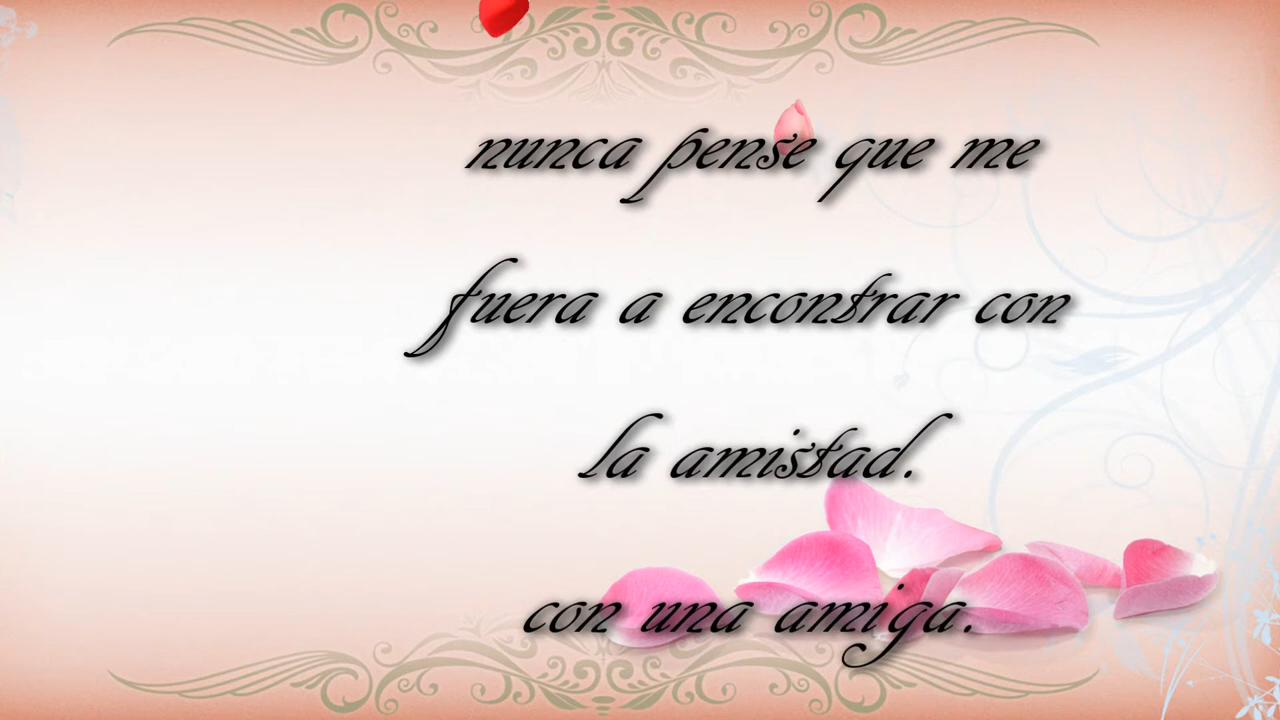 nunca pense que me
fuera a encontrar con
la amistad.
con una amiga.